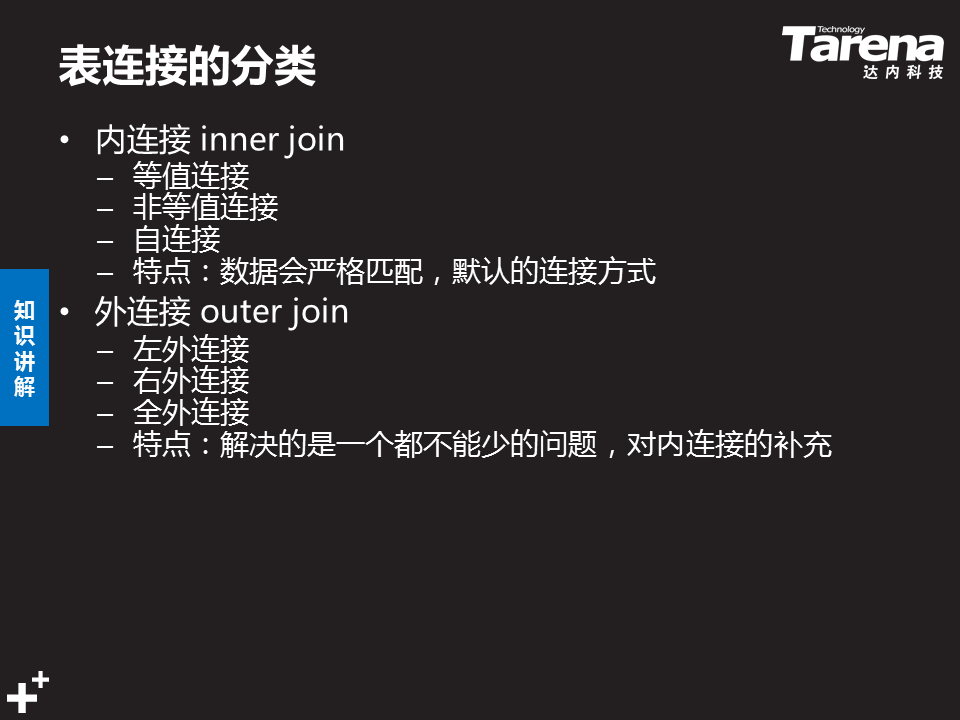 表连接的分类
Technology
Tarena
达内科技
• 内连接 inner join
– 等值连接
– 非等值连接
– 自连接
– 特点：数据会严格匹配，默认的连接方式
• 外连接 outer join
– 左外连接
– 右外连接
– 全外连接
– 特点：解决的是一个都不能少的问题，对内连接的补充
知
识
讲
解